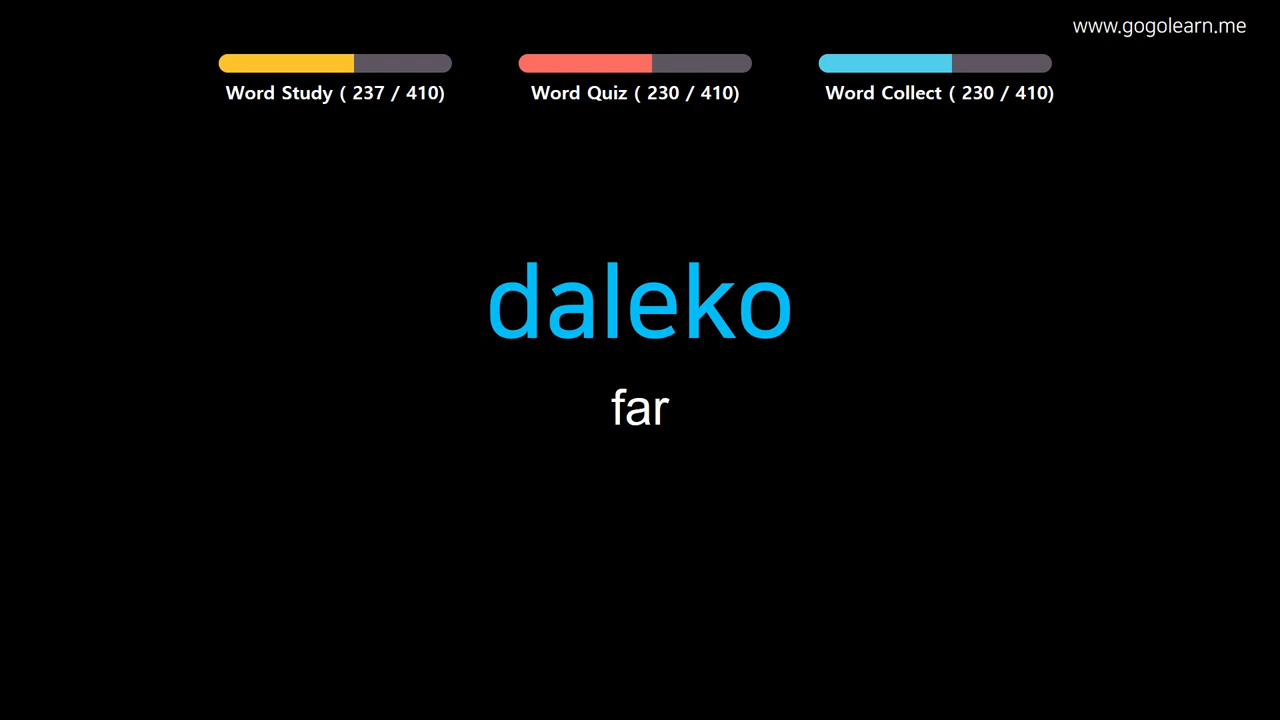 www.gogolearn.me
Word Study ( 237 / 410)
Word Quiz ( 230 / 410)
Word Collect ( 230 / 410)
daleko
far